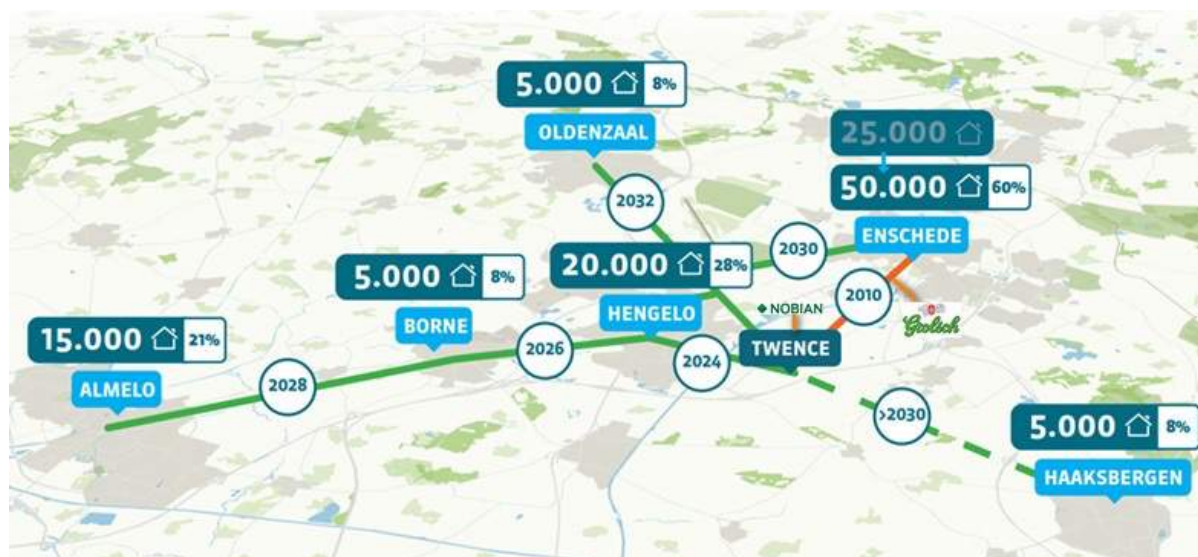 5.000 8%
OLDENZAAL
25.000
50.000 60%
ENSCHEDE
2032
2030
20.000 28%
HENGELO
5.000 8%
BORNE
2010
NOBIAN
Grolsch
TWENCE
15.000 21%
ALMELO
2028
2026
2024
>2030
5.000 8%
HAAKSBERGEN